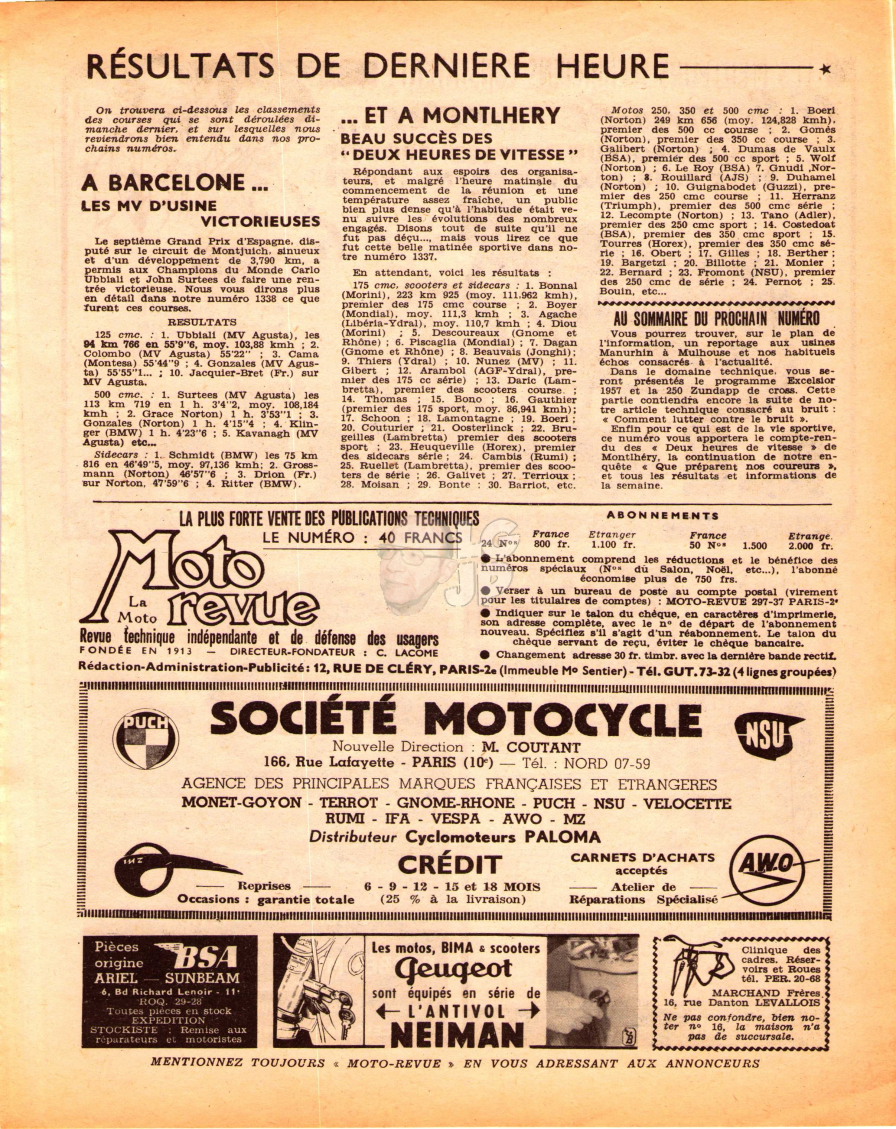 RÉSULTATS DE DERNIERE HEURE
On trouvera ci-dessous les classements
des courses qui se sont déroulées di-
manche dernier, et sur lesquelles nous
reviendrons bien entendu dans nos pro-
chains numéros.
A BARCELONE ...
LES MV D'USINE
VICTORIEUSES
Le septième Grand Prix d'Espagne, dis-
puté sur le circuit de Montjuich, sinueux
et d'un développement de 3,790 km, a
permis aux Champions du Monde Carlo
Ubbiali et John Surtees de faire une ren-
trée victorieuse. Nous vous dirons plus
en détail dans notre numéro 1338 ce que
furent ces courses.
RESULTATS
125 cmc. : 1. Ubbiali (MV Agusta), les
94 km 766 en 55'9"6, moy. 103,88 kmh ; 2.
Colombo (MV Agusta) 55'22" ; 3. Cama
(Montesa) 55'44"9 ; 4. Gonzales (MV Agus-
ta) 55'55"1... ; 10. Jacquier-Bret (Fr.) sur
MV Agusta.
500 cmc. : 1. Surtees (MV Agusta) les
113 km 719 en 1 h. 3'4"2, moy. 108,184
kmh ; 2. Grace Norton) 1 h. 3'53"1 ; 3.
Gonzales (Norton) 1 h. 4'15"4 ; 4. Klin-
ger (BMW) 1 h. 4'23"6 ; 5. Kavanagh (MV
Agusta) etc...
Sidecars : 1. Schmidt (BMW) les 75 km
816 en 46'49"5, moy. 97,136 kmh ; 2. Gross-
mann (Norton) 46'57"6 ; 3. Drion (Fr.)
sur Norton, 47'59"6 ; 4. Ritter (BMW).
... ET A MONTLHERY
BEAU SUCCÈS DES
"DEUX HEURES DE VITESSE"
Répondant aux espoirs des organisa-
teurs, et malgré l'heure matinale du
commencement de la réunion et une
température assez fraîche, un public
bien plus dense qu'à l'habitude était ve-
nu suivre les évolutions des nombreux
engagés. Disons tout de suite qu'il ne
fut pas déçu..., mais vous lirez ce que
fut cette belle matinée sportive dans no-
tre numéro 1337.
En attendant, voici les résultats :
175 cmc, scooters et sidecars : 1. Bonnal
(Morini), 223 km 925 (moy. 111.962 kmh),
premier des 175 cmc course ; 2. Boyer
(Mondial), moy. 111,3 kmh ; 3. Agache
(Libéria-Ydral), moy. 110,7 kmh ; 4. Diou
(Morini) ; 5. Descoureaux (Gnome et
Rhône) ; 6. Piscaglia (Mondial) ; 7. Dagan
(Gnome et Rhône) ; 8. Beauvais (Jonghi);
9. Thiers (Ydral) ; 10. Nunez (MV) ; 11.
Gibert ; 12. Arambol (AGF-Ydral), pre-
mier des 175 cc série) ; 13. Daric (Lam-
bretta), premier des scooters course ;
14. Thomas ; 15. Bono ; 16. Gauthier
(premier des 175 sport, moy. 86,941 kmh);
17. Schoon ; 18. Lamontagne ; 19. Boeri ;
20. Couturier ; 21. Oosterlinck ; 22. Bru-
geilles (Lambretta) premier des scooters
sport ; 23. Heuqueville (Horex), premier
des sidecars série ; 24. Cambis (Rumi) ;
25. Ruellet (Lambretta), premier des scoo-
ters de série ; 26. Galivet ; 27. Terrioux ;
28. Moisan ; 29. Bonte : 30. Barriot, etc.
Motos 250, 350 et 500 cmc : 1. Boeri
(Norton) 249 km 656 (moy. 124,828 kmh),
premier des 500 cc course ; 2. Gomés
(Norton), premier des 350 cc course ; 3.
Galibert (Norton) ; 4. Dumas de Vaulx
(BSA), premier des 500 cc sport ; 5. Wolf
(Norton) ; 6. Le Roy (BSA) 7. Gnudi ,Nor-
ton) ; 8. Rouillard (AJS) ; 9. Duhamel
(Norton) ; 10. Guignabodet (Guzzi), pre-
mier des 250 cmc course ; 11. Herranz
(Triumph), premier des 500 cmc série ;
12. Lecompte (Norton) ; 13. Tano (Adler),
premier des 250 cmc sport ; 14. Costedoat
(BSA), premier des 350 cmc sport ; 15.
Tourres (Horex), premier des 350 cmc sé-
rie ; 16. Obert ; 17. Gilles ; 18. Berther ;
19. Bargetzi ; 20. Billotte ; 21. Monier ;
22. Bernard ; 23. Fromont (NSU), premier
des 250 cmc de série ; 24. Pernot ; 25.
Bouin, etc...
AU SOMMAIRE DU PROCHAIN NUMÉRO
Vous pourrez trouver, sur le plan de
l'information, un reportage aux usines
Manurhin à Mulhouse et nos habituels
échos consacrés à l'actualité.
Dans le domaine technique, vous se-
ront présentés le programme Excelsior
1957 et la 250 Zundapp de cross. Cette
partie contiendra encore la suite de no-
tre article technique consacré au bruit :
« Comment lutter contre le bruit ».
Enfin pour ce qui est de la vie sportive,
ce numéro vous apportera le compte-ren-
du des « Deux heures de vitesse » de
Montlhéry, la continuation de notre en-
quête « Que préparent nos coureurs »,
et tous les résultats et informations de
la semaine.
LA PLUS FORTE VENTE DES PUBLICATIONS TECHNIQUES
LE NUMÉRO : 40 FRANCS
LCJB
La
Moto
Moto
revue
Revue technique indépendante et de défense des usagers
FONDÉE EN 1913 — DIRECTEUR-FONDATEUR : C. LACOME
ABONNEMENTS
France Etranger France Etrange.
24 Nos 800 fr. 1.100 fr. 50 Nos 1.500 2.000 fr.
● L'abonnement comprend les réductions et le bénéfice des
numéros spéciaux (Nos du Salon, Noël, etc...), l'abonné
économise plus de 750 frs.
● Verser à un bureau de poste au compte postal (virement
pour les titulaires de comptes) : MOTO-REVUE 297-37 PARIS-2e
● Indiquer sur le talon du chèque, en caractères d'imprimerie,
son adresse complète, avec le no de départ de l'abonnement
nouveau. Spécifiez s'il s'agit d'un réabonnement. Le talon du
chèque servant de reçu, éviter le chèque bancaire.
● Changement adresse 30 fr. timbr. avec la dernière bande rectif.
Rédaction-Administration-Publicité : 12, RUE DE CLÉRY, PARIS-2e (Immeuble Mo Sentier) - Tél. GUT. 73-32 (4 lignes groupées)
PUCH
SOCIÉTÉ MOTOCYCLE
NSU
Nouvelle Direction : M. COUTANT
166, Rue Lafayette - PARIS (10e) — Tél. : NORD 07-59
AGENCE DES PRINCIPALES MARQUES FRANÇAISES ET ETRANGERES
MONET-GOYON - TERROT - GNOME-RHONE - PUCH - NSU - VELOCETTE
RUMI - IFA - VESPA - AWO - MZ
Distributeur Cyclomoteurs PALOMA
CRÉDIT
6 - 9 - 12 - 15 et 18 MOIS
(25 % à la livraison)
Reprises
Occasions : garantie totale
CARNETS D'ACHATS
acceptés
Atelier de
Réparations Spécialisé
AWO
Pièces
origine BSA
ARIEL — SUNBEAM
6, Bd Richard Lenoir - 11e
ROQ. 29-28
Toutes pièces en stock
EXPEDITION
STOCKISTE : Remise aux
réparateurs et motoristes
Les motos, BIMA & scooters
Peugeot
sont équipés en série de
L'ANTIVOL
NEIMAN
Clinique des
cadres. Réser-
voirs et Roues
tél. PER. 20-68
MARCHAND Frères
16, rue Danton LEVALLOIS
Ne pas confondre, bien no-
ter no 16, la maison n'a
pas de succursale.
MENTIONNEZ TOUJOURS « MOTO-REVUE » EN VOUS ADRESSANT AUX ANNONCEURS